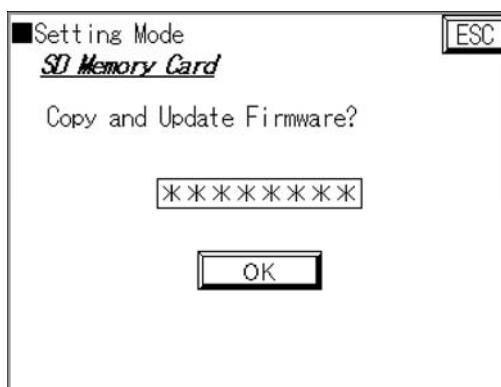 ■Setting Mode
ESC
SD Memory Card
Copy and Update Firmware?
********
OK